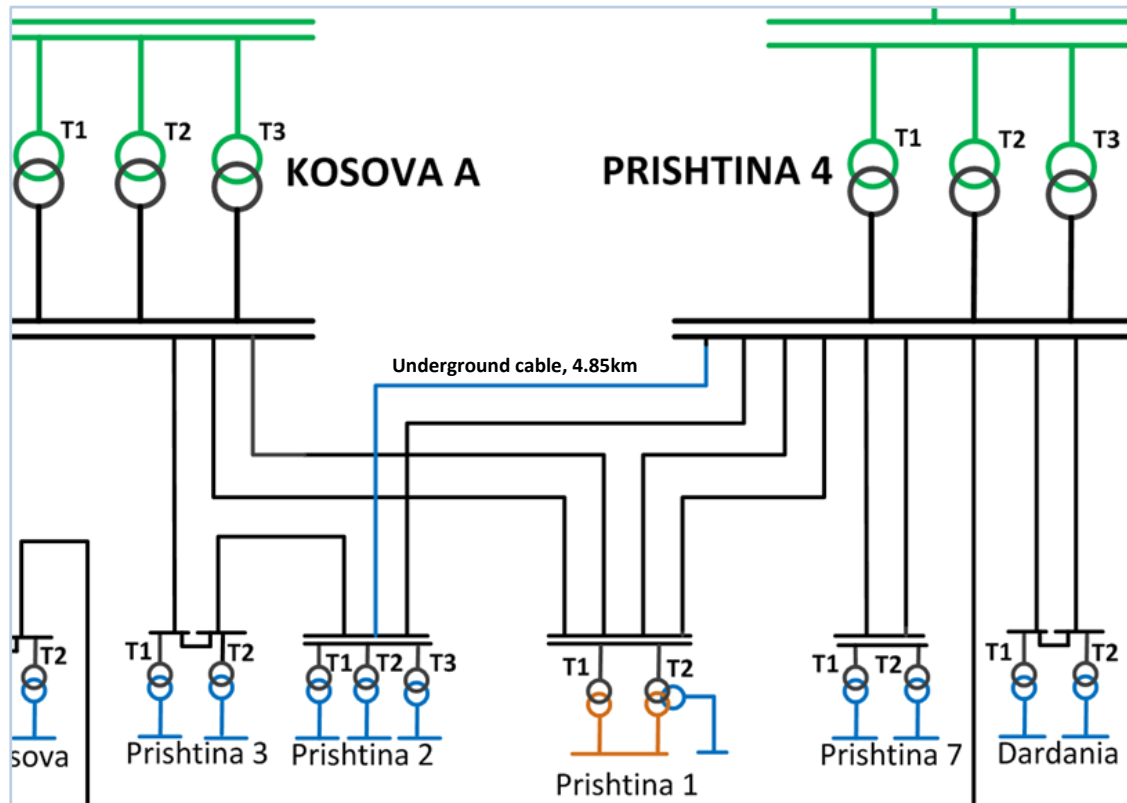 T1
T2
T3
KOSOVA A
PRISHTINA 4
T1
T2
T3
Underground cable, 4.85km
T2
sova
T1
T2
Prishtina 3
T1
T2
T3
Prishtina 2
T1
T2
Prishtina 1
T1
T2
Prishtina 7
T1
T2
Dardania